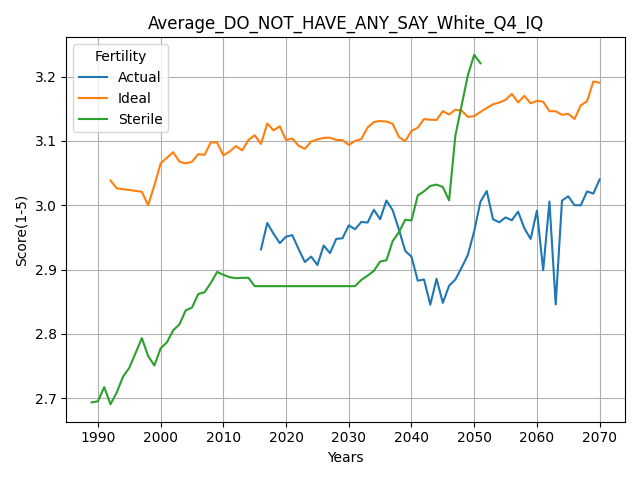 Average_DO_NOT_HAVE_ANY_SAY_White_Q4_IQ
Fertility
Actual
Ideal
Sterile
Score(1-5)
3.2
3.1
3.0
2.9
2.8
2.7
1990 2000 2010 2020 2030 2040 2050 2060 2070
Years